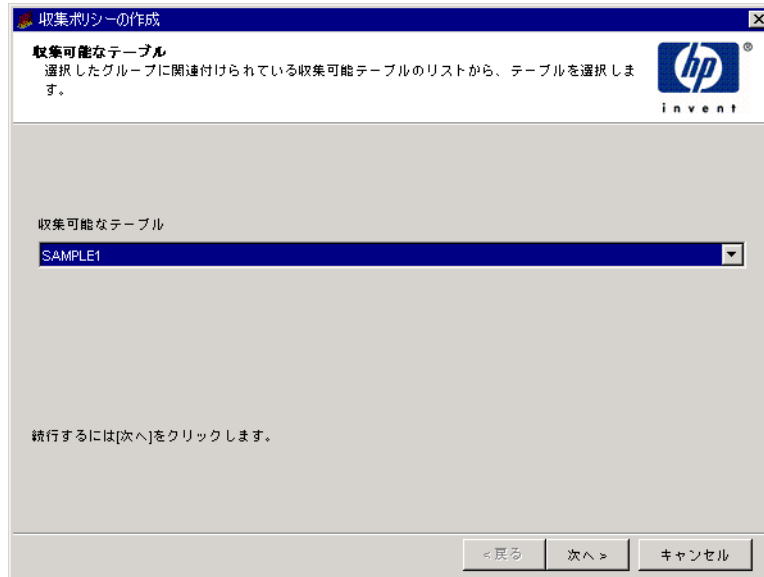 収集ポリシーの作成
収集可能なテーブル
選択したグループに関連付けられている収集可能テーブルのリストから、テーブルを選択しま
す。
hp
®
invent
収集可能なテーブル
SAMPLE1
続行するには[次へ]をクリックします。
<戻る
次へ>
キャンセル